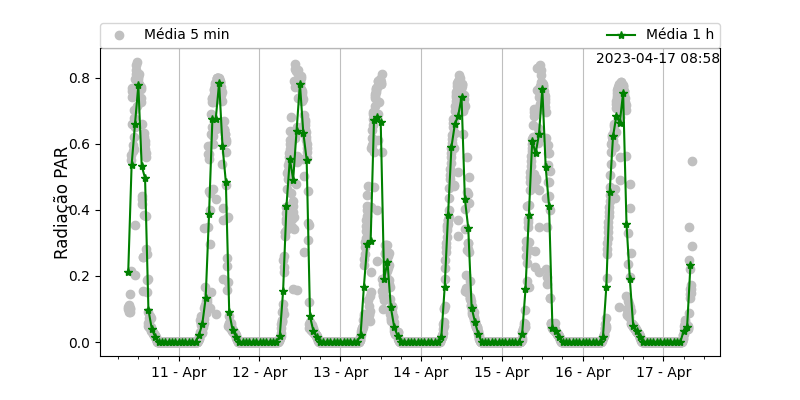 Média 5 min
Média 1 h
2023-04-17 08:58
Radiação PAR
0.8
0.6
0.4
0.2
0.0
11 - Apr
12 - Apr
13 - Apr
14 - Apr
15 - Apr
16 - Apr
17 - Apr